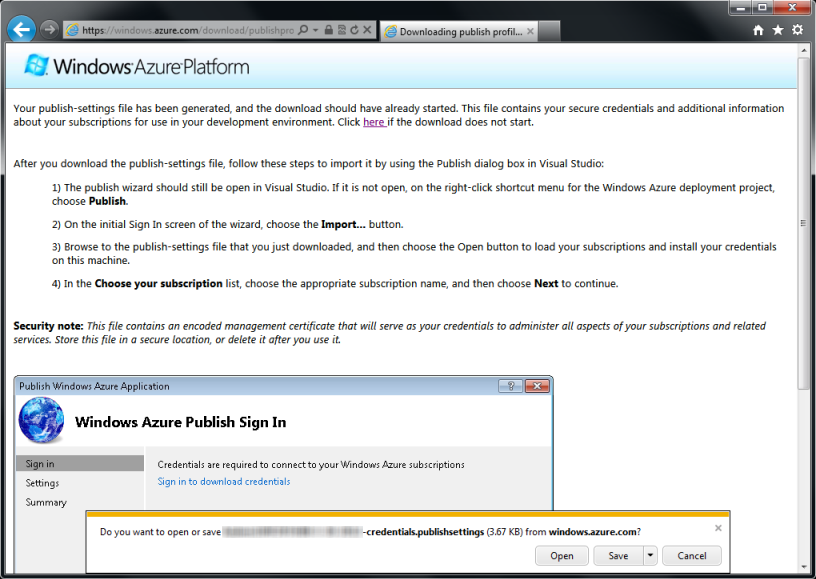 https://windows.azure.com/download/publishpro
Downloading publish profil...
Windows Azure Platform
Your publish-settings file has been generated, and the download should have already started. This file contains your secure credentials and additional information
about your subscriptions for use in your development environment. Click here if the download does not start.
After you download the publish-settings file, follow these steps to import it by using the Publish dialog box in Visual Studio:
1) The publish wizard should still be open in Visual Studio. If it is not open, on the right-click shortcut menu for the Windows Azure deployment project,
choose Publish.
2) On the initial Sign In screen of the wizard, choose the Import... button.
3) Browse to the publish-settings file that you just downloaded, and then choose the Open button to load your subscriptions and install your credentials
on this machine.
4) In the Choose your subscription list, choose the appropriate subscription name, and then choose Next to continue.
Security note: This file contains an encoded management certificate that will serve as your credentials to administer all aspects of your subscriptions and related
services. Store this file in a secure location, or delete it after you use it.
Publish Windows Azure Application
Windows Azure Publish Sign In
Sign in
Credentials are required to connect to your Windows Azure subscriptions
Settings
Sign in to download credentials
Summary
Do you want to open or save -credentials.publishsettings (3.67 KB) from windows.azure.com?
Open Save Cancel